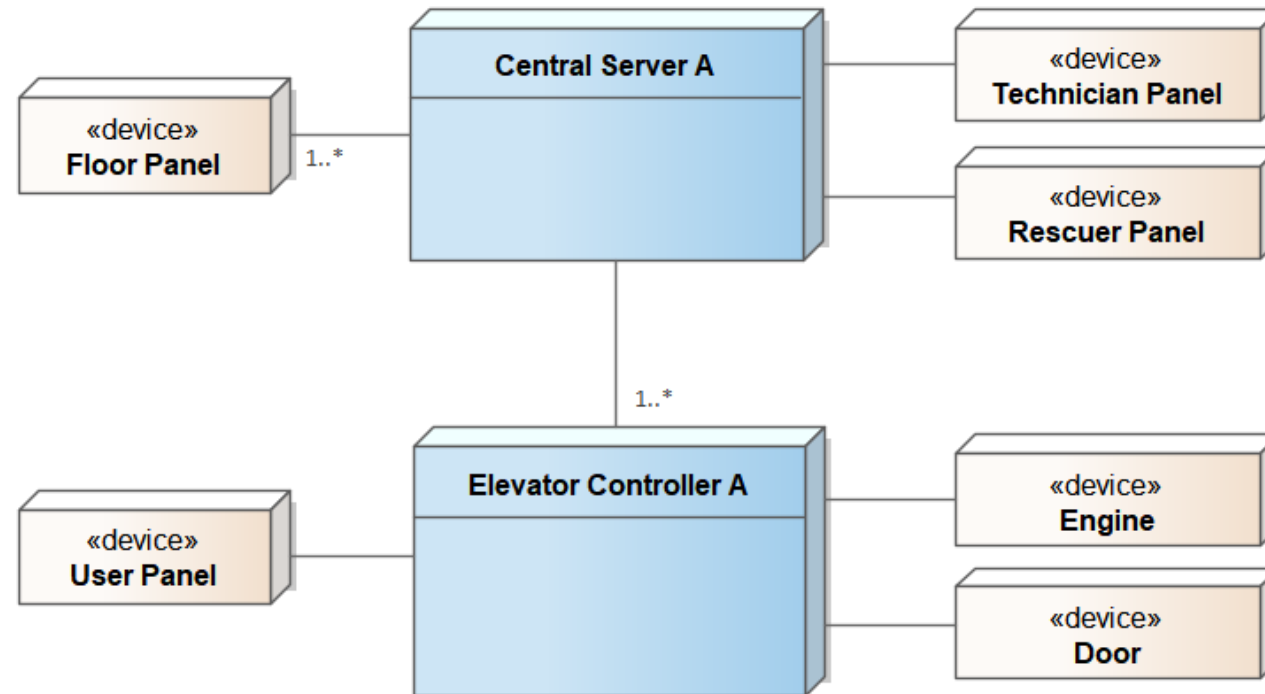 Central Server A
«device»
Technician Panel
«device»
Floor Panel
1..*
«device»
Rescuer Panel
1..*
Elevator Controller A
«device»
Engine
«device»
User Panel
«device»
Door